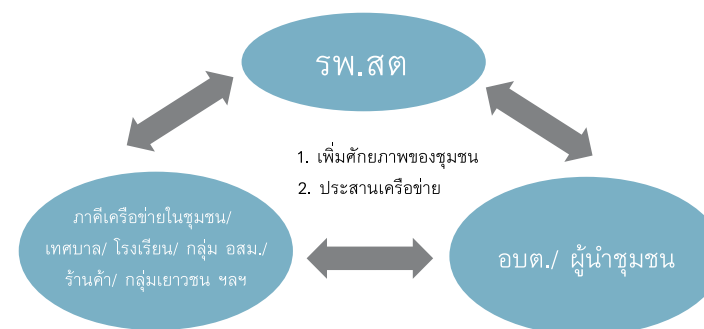 รพ.สต
1. เพิ่มศักยภาพของชุมชน
2. ประสานเครือข่าย
ภาคีเครือข่ายในชุมชน/
เทศบาล/ โรงเรียน/ กลุ่ม อสม./
ร้านค้า/ กลุ่มเยาวชน ฯลฯ
อบต./ ผู้นำชุมชน